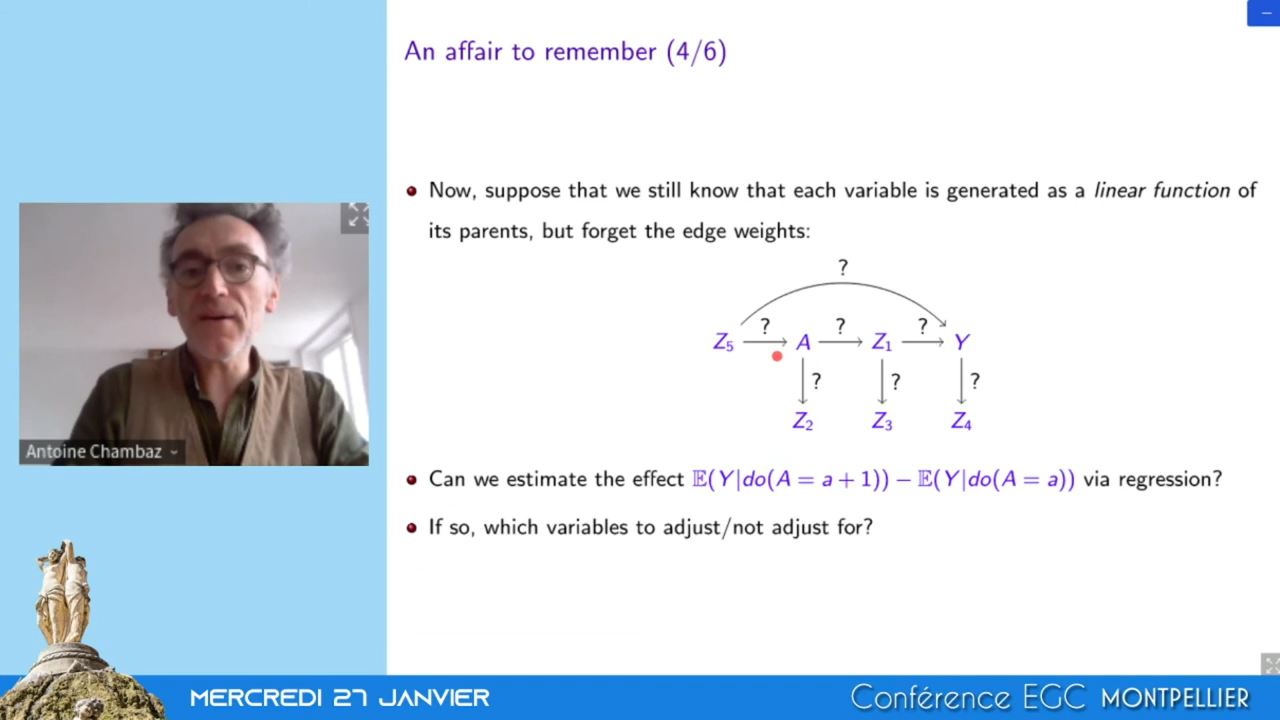 An affair to remember (4/6)
Now, suppose that we still know that each variable is generated as a linear function of
its parents, but forget the edge weights:
?
? ? ?
Z₅ A Z₁ Y
? ? ?
Z₂ Z₃ Z₄
Can we estimate the effect 𝔼(Y|do(A = a + 1)) − 𝔼(Y|do(A = a)) via regression?
If so, which variables to adjust/not adjust for?
Antoine Chambaz
MERCREDI 27 JANVIER
Conférence EGC MONTPELLIER